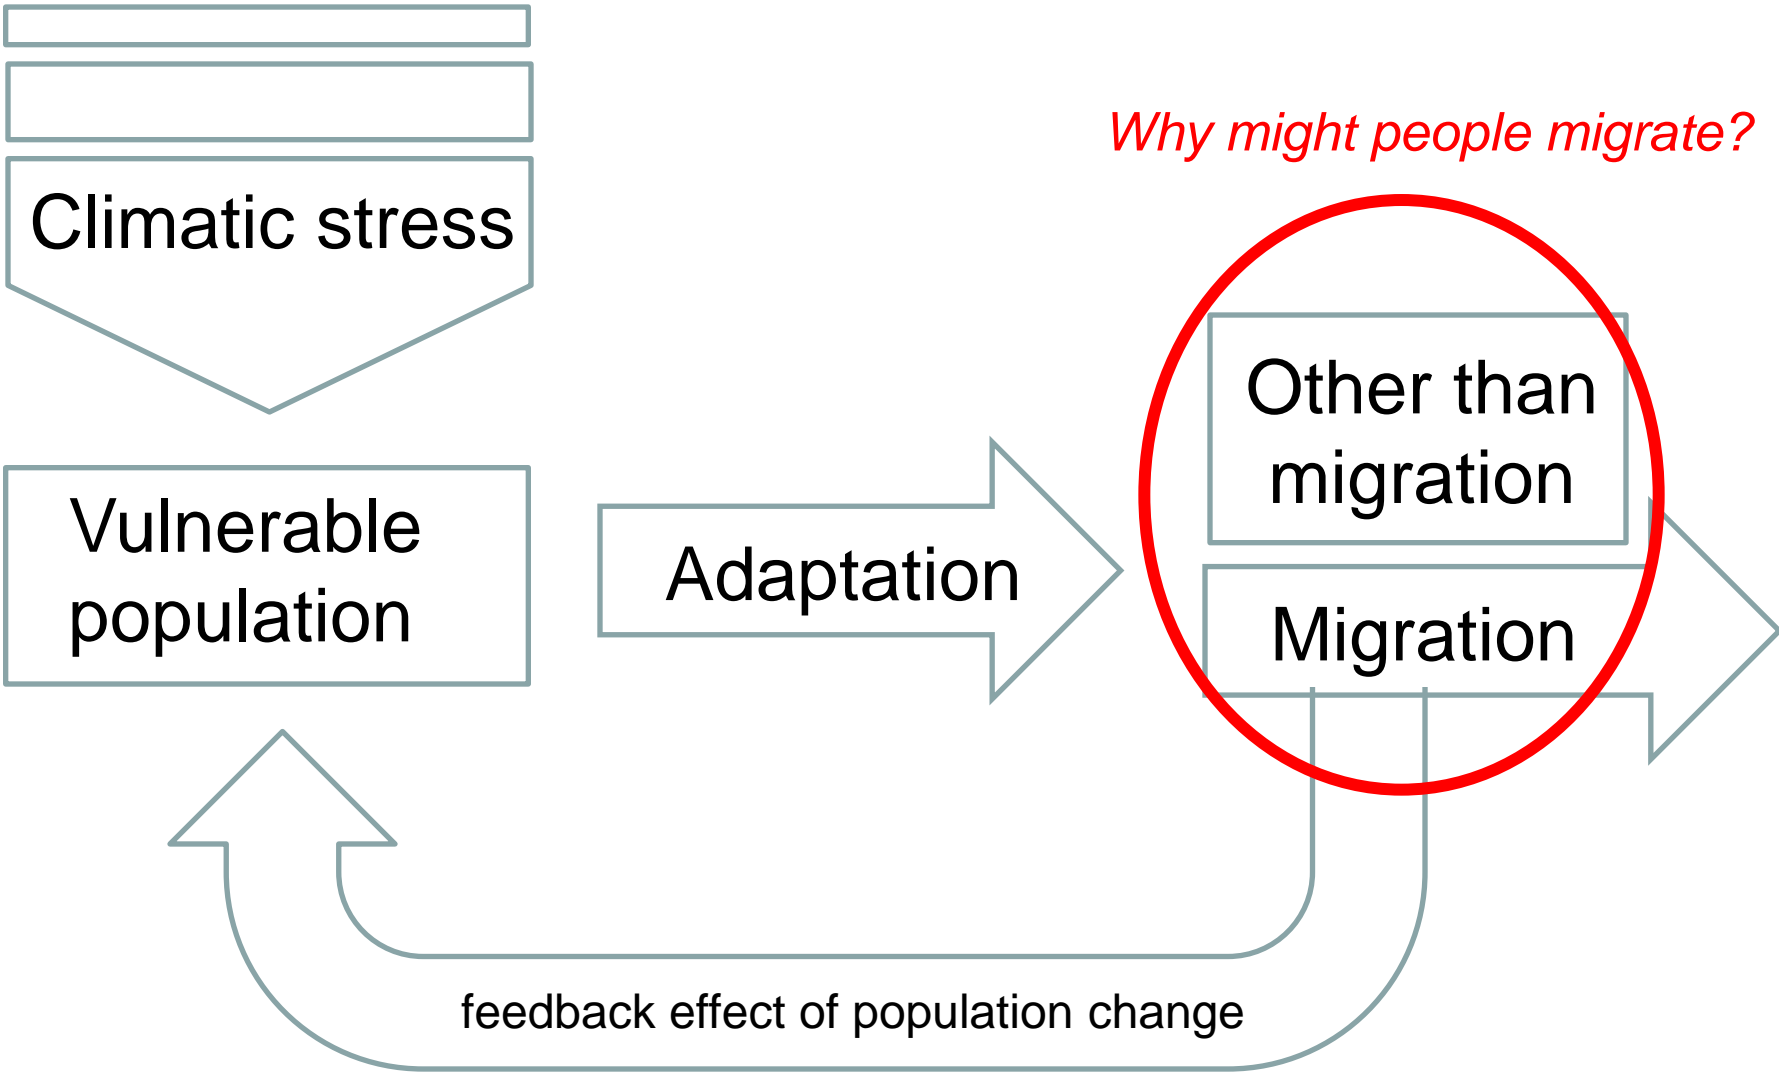 Why might people migrate?
Climatic stress
Other than
migration
Vulnerable
population
Adaptation
Migration
feedback effect of population change